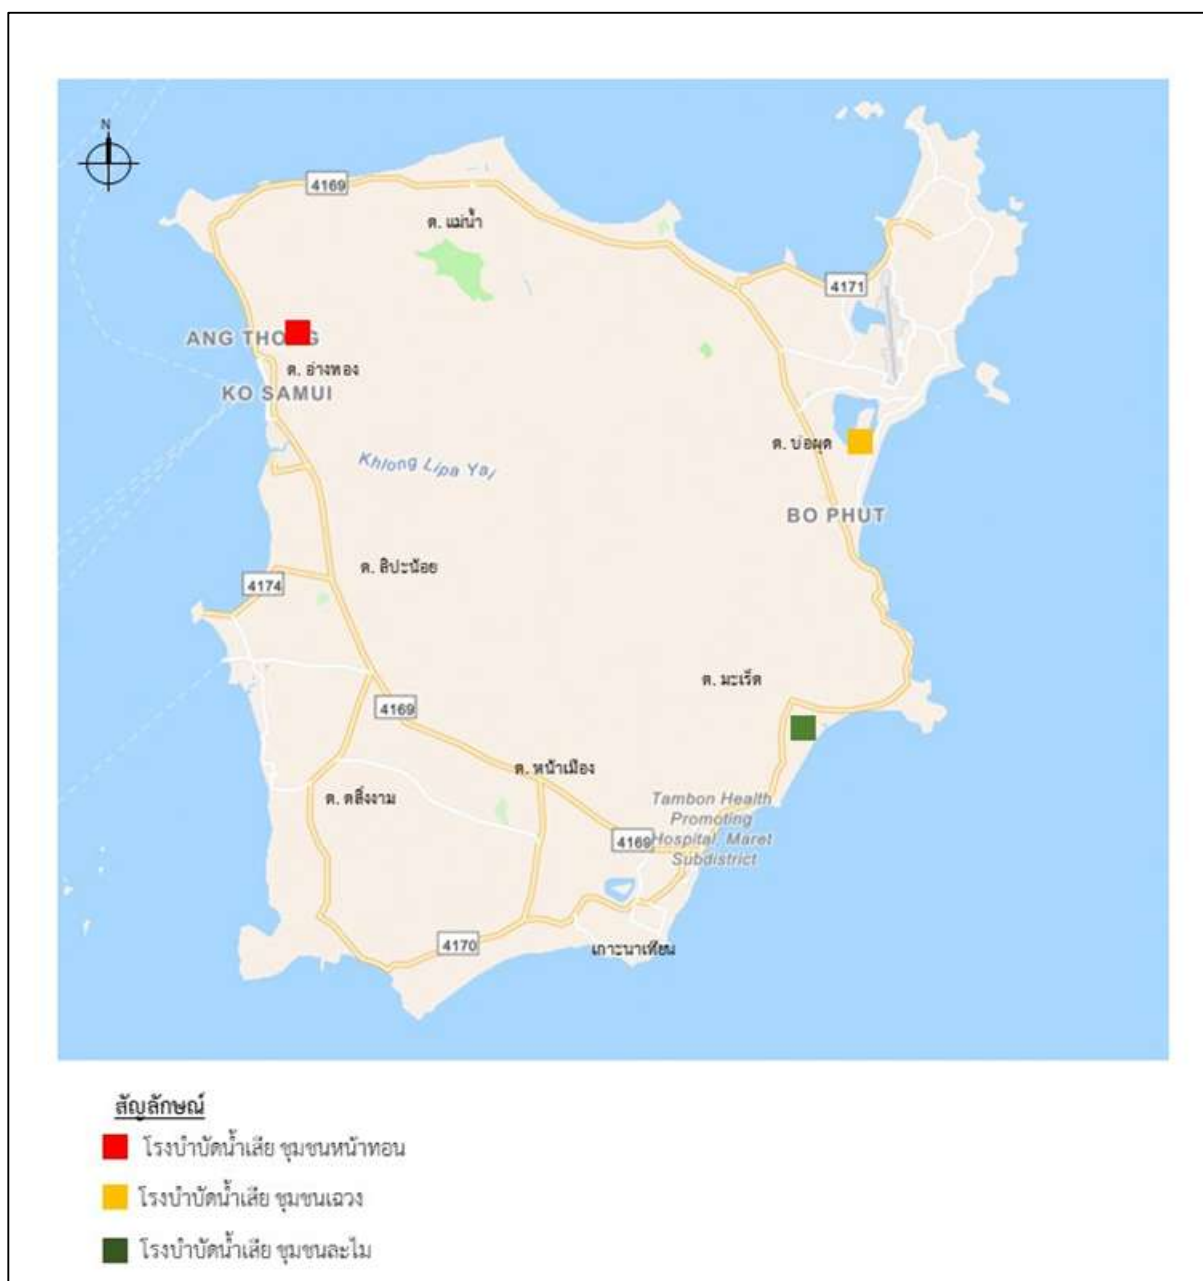 N
4169
ต. แม่น้ำ
4171
ANG THONG
ต. อ่างทอง
KO SAMUI
ต. บ่อผุด
Khlong Lipa Yai
BO PHUT
ต. ลิปะน้อย
4174
ต. มะเร็ต
4169
ต. หน้าเมือง
ต. ตลิ่งงาม
Tambon Health
Promoting
Hospital, Maret
Subdistrict
4169
4170
เกาะนาเทียน
สัญลักษณ์
โรงบำบัดน้ำเสีย ชุมชนหน้าทอน
โรงบำบัดน้ำเสีย ชุมชนเฉวง
โรงบำบัดน้ำเสีย ชุมชนละไม